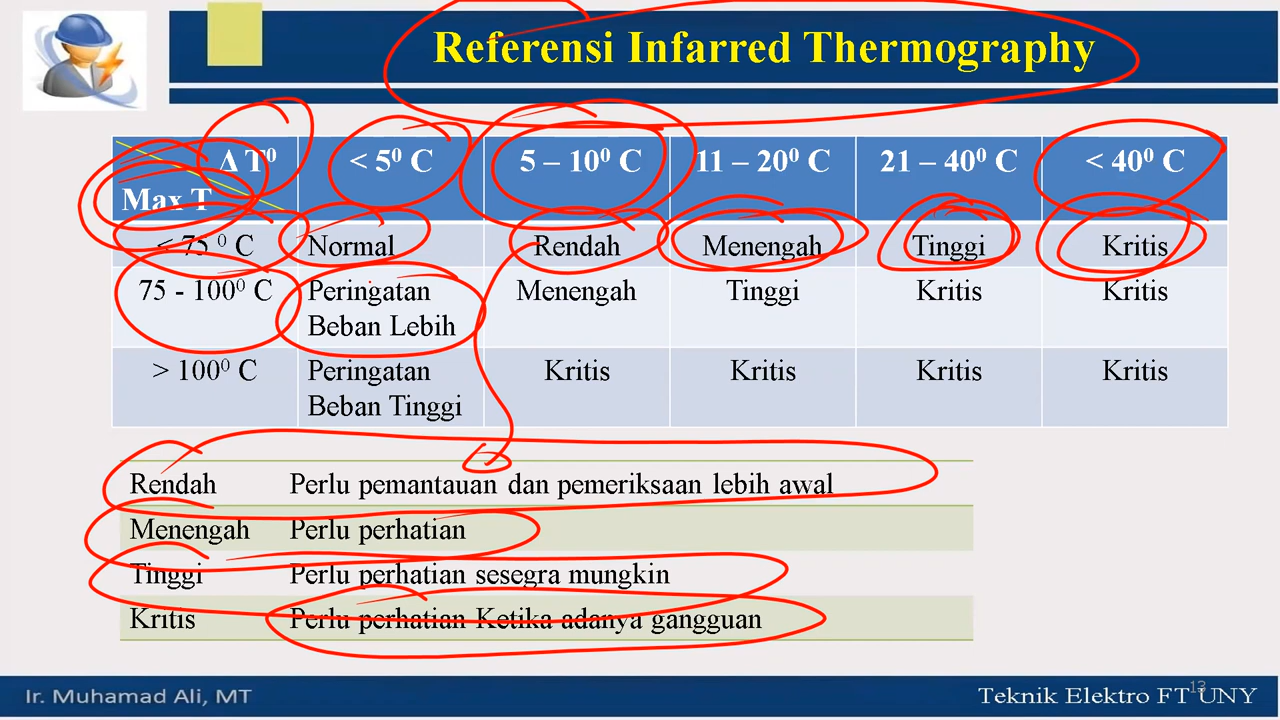 Referensi Infarred Thermography
Δ T⁰ < 5⁰ C 5 – 10⁰ C 11 – 20⁰ C 21 – 40⁰ C < 40⁰ C
Max T
< 75 ⁰ C Normal Rendah Menengah Tinggi Kritis
75 - 100⁰ C Peringatan Menengah Tinggi Kritis Kritis
Beban Lebih
> 100⁰ C Peringatan Kritis Kritis Kritis Kritis
Beban Tinggi
Rendah Perlu pemantauan dan pemeriksaan lebih awal
Menengah Perlu perhatian
Tinggi Perlu perhatian sesegra mungkin
Kritis Perlu perhatian Ketika adanya gangguan
Ir. Muhamad Ali, MT
13
Teknik Elektro FT UNY